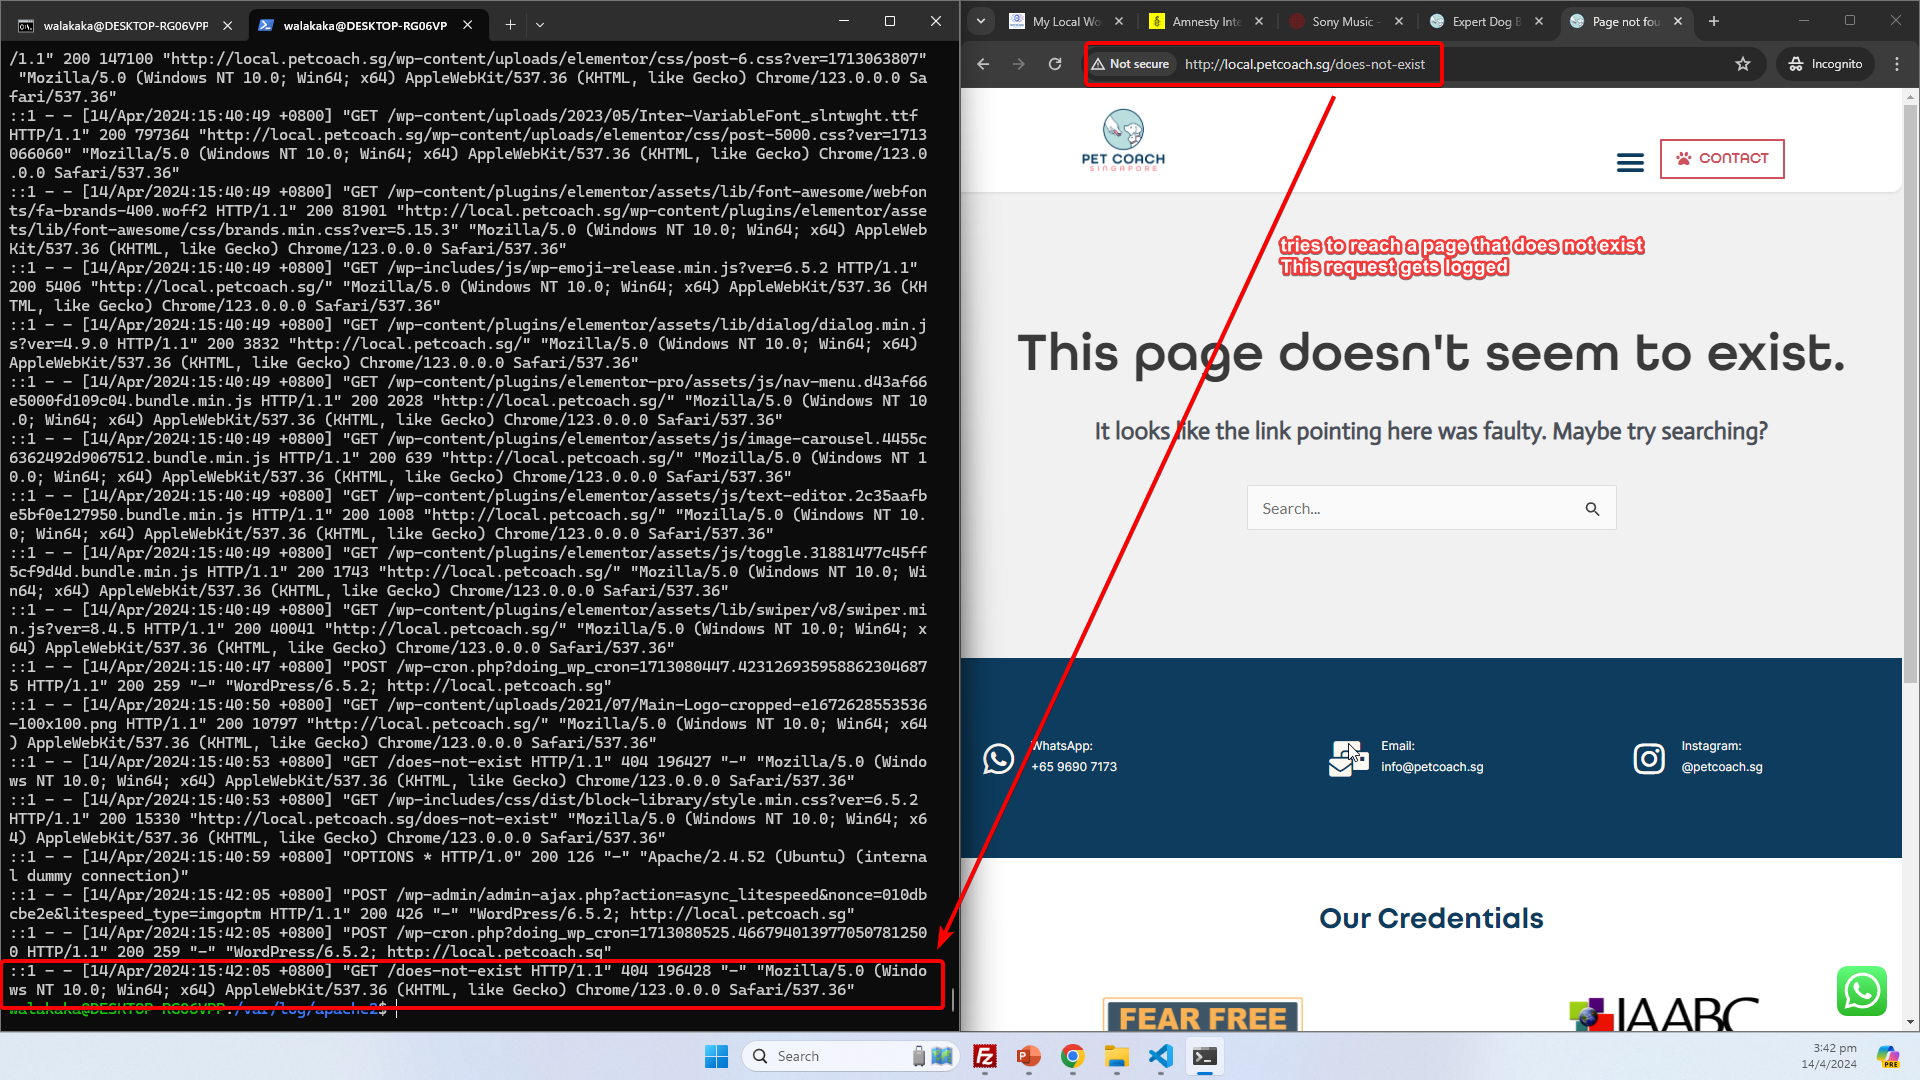 walakaka@DESKTOP-RG06VPP
walakaka@DESKTOP-RG06VP
/1.1" 200 147100 "http://local.petcoach.sg/wp-content/uploads/elementor/css/post-6.css?ver=1713063807"
"Mozilla/5.0 (Windows NT 10.0; Win64; x64) AppleWebKit/537.36 (KHTML, like Gecko) Chrome/123.0.0.0 Sa
fari/537.36"
::1 - - [14/Apr/2024:15:40:49 +0800] "GET /wp-content/uploads/2023/05/Inter-VariableFont_slntwght.ttf
HTTP/1.1" 200 797364 "http://local.petcoach.sg/wp-content/uploads/elementor/css/post-5000.css?ver=1713
066060" "Mozilla/5.0 (Windows NT 10.0; Win64; x64) AppleWebKit/537.36 (KHTML, like Gecko) Chrome/123.0
.0.0 Safari/537.36"
::1 - - [14/Apr/2024:15:40:49 +0800] "GET /wp-content/plugins/elementor/assets/lib/font-awesome/webfon
ts/fa-brands-400.woff2 HTTP/1.1" 200 81901 "http://local.petcoach.sg/wp-content/plugins/elementor/asse
ts/lib/font-awesome/css/brands.min.css?ver=5.15.3" "Mozilla/5.0 (Windows NT 10.0; Win64; x64) AppleWeb
Kit/537.36 (KHTML, like Gecko) Chrome/123.0.0.0 Safari/537.36"
::1 - - [14/Apr/2024:15:40:49 +0800] "GET /wp-includes/js/wp-emoji-release.min.js?ver=6.5.2 HTTP/1.1"
200 5406 "http://local.petcoach.sg/" "Mozilla/5.0 (Windows NT 10.0; Win64; x64) AppleWebKit/537.36 (KH
TML, like Gecko) Chrome/123.0.0.0 Safari/537.36"
::1 - - [14/Apr/2024:15:40:49 +0800] "GET /wp-content/plugins/elementor/assets/lib/dialog/dialog.min.j
s?ver=4.9.0 HTTP/1.1" 200 3832 "http://local.petcoach.sg/" "Mozilla/5.0 (Windows NT 10.0; Win64; x64)
AppleWebKit/537.36 (KHTML, like Gecko) Chrome/123.0.0.0 Safari/537.36"
::1 - - [14/Apr/2024:15:40:49 +0800] "GET /wp-content/plugins/elementor-pro/assets/js/nav-menu.d43af66
e5000fd109c04.bundle.min.js HTTP/1.1" 200 2028 "http://local.petcoach.sg/" "Mozilla/5.0 (Windows NT 10
.0; Win64; x64) AppleWebKit/537.36 (KHTML, like Gecko) Chrome/123.0.0.0 Safari/537.36"
::1 - - [14/Apr/2024:15:40:49 +0800] "GET /wp-content/plugins/elementor/assets/js/image-carousel.4455c
6362492d9067512.bundle.min.js HTTP/1.1" 200 639 "http://local.petcoach.sg/" "Mozilla/5.0 (Windows NT 1
0.0; Win64; x64) AppleWebKit/537.36 (KHTML, like Gecko) Chrome/123.0.0.0 Safari/537.36"
::1 - - [14/Apr/2024:15:40:49 +0800] "GET /wp-content/plugins/elementor/assets/js/text-editor.2c35aafb
e5bf0e127950.bundle.min.js HTTP/1.1" 200 1008 "http://local.petcoach.sg/" "Mozilla/5.0 (Windows NT 10.
0; Win64; x64) AppleWebKit/537.36 (KHTML, like Gecko) Chrome/123.0.0.0 Safari/537.36"
::1 - - [14/Apr/2024:15:40:49 +0800] "GET /wp-content/plugins/elementor/assets/js/toggle.31881477c45ff
5cf9d4d.bundle.min.js HTTP/1.1" 200 1743 "http://local.petcoach.sg/" "Mozilla/5.0 (Windows NT 10.0; Wi
n64; x64) AppleWebKit/537.36 (KHTML, like Gecko) Chrome/123.0.0.0 Safari/537.36"
::1 - - [14/Apr/2024:15:40:49 +0800] "GET /wp-content/plugins/elementor/assets/lib/swiper/v8/swiper.mi
n.js?ver=8.4.5 HTTP/1.1" 200 40041 "http://local.petcoach.sg/" "Mozilla/5.0 (Windows NT 10.0; Win64; x
64) AppleWebKit/537.36 (KHTML, like Gecko) Chrome/123.0.0.0 Safari/537.36"
::1 - - [14/Apr/2024:15:40:47 +0800] "POST /wp-cron.php?doing_wp_cron=1713080447.42312693595886230468​7
5 HTTP/1.1" 200 259 "-" "WordPress/6.5.2; http://local.petcoach.sg"
::1 - - [14/Apr/2024:15:40:50 +0800] "GET /wp-content/uploads/2021/07/Main-Logo-cropped-e1672628553536
-100x100.png HTTP/1.1" 200 10797 "http://local.petcoach.sg/" "Mozilla/5.0 (Windows NT 10.0; Win64; x64
) AppleWebKit/537.36 (KHTML, like Gecko) Chrome/123.0.0.0 Safari/537.36"
::1 - - [14/Apr/2024:15:40:53 +0800] "GET /does-not-exist HTTP/1.1" 404 196427 "-" "Mozilla/5.0 (Windo
ws NT 10.0; Win64; x64) AppleWebKit/537.36 (KHTML, like Gecko) Chrome/123.0.0.0 Safari/537.36"
::1 - - [14/Apr/2024:15:40:53 +0800] "GET /wp-includes/css/dist/block-library/style.min.css?ver=6.5.2
HTTP/1.1" 200 15330 "http://local.petcoach.sg/does-not-exist" "Mozilla/5.0 (Windows NT 10.0; Win64; x6
4) AppleWebKit/537.36 (KHTML, like Gecko) Chrome/123.0.0.0 Safari/537.36"
::1 - - [14/Apr/2024:15:40:59 +0800] "OPTIONS * HTTP/1.0" 200 126 "-" "Apache/2.4.52 (Ubuntu) (interna
l dummy connection)"
::1 - - [14/Apr/2024:15:42:05 +0800] "POST /wp-admin/admin-ajax.php?action=async_litespeed&nonce=010db
cbe2e&litespeed_type=imgoptm HTTP/1.1" 200 426 "-" "WordPress/6.5.2; http://local.petcoach.sg"
::1 - - [14/Apr/2024:15:42:05 +0800] "POST /wp-cron.php?doing_wp_cron=1713080525.466794013977050781250
0 HTTP/1.1" 200 259 "-" "WordPress/6.5.2; http://local.petcoach.sg"
::1 - - [14/Apr/2024:15:42:05 +0800] "GET /does-not-exist HTTP/1.1" 404 196428 "-" "Mozilla/5.0 (Windo
ws NT 10.0; Win64; x64) AppleWebKit/537.36 (KHTML, like Gecko) Chrome/123.0.0.0 Safari/537.36"
walakaka@DESKTOP-RG06VPP:/var/log/apache2$
My Local Wo
Amnesty Inte
Sony Music -
Expert Dog B
Page not fou
Not secure
http://local.petcoach.sg/does-not-exist
Incognito
PET COACH
SINGAPORE
CONTACT
tries to reach a page that does not exist
This request gets logged
This page doesn't seem to exist.
It looks like the link pointing here was faulty. Maybe try searching?
Search...
WhatsApp:
+65 9690 7173
Email:
info@petcoach.sg
Instagram:
@petcoach.sg
Our Credentials
FEAR FREE
IAABC
Search
PRE
3:42 pm
14/4/2024